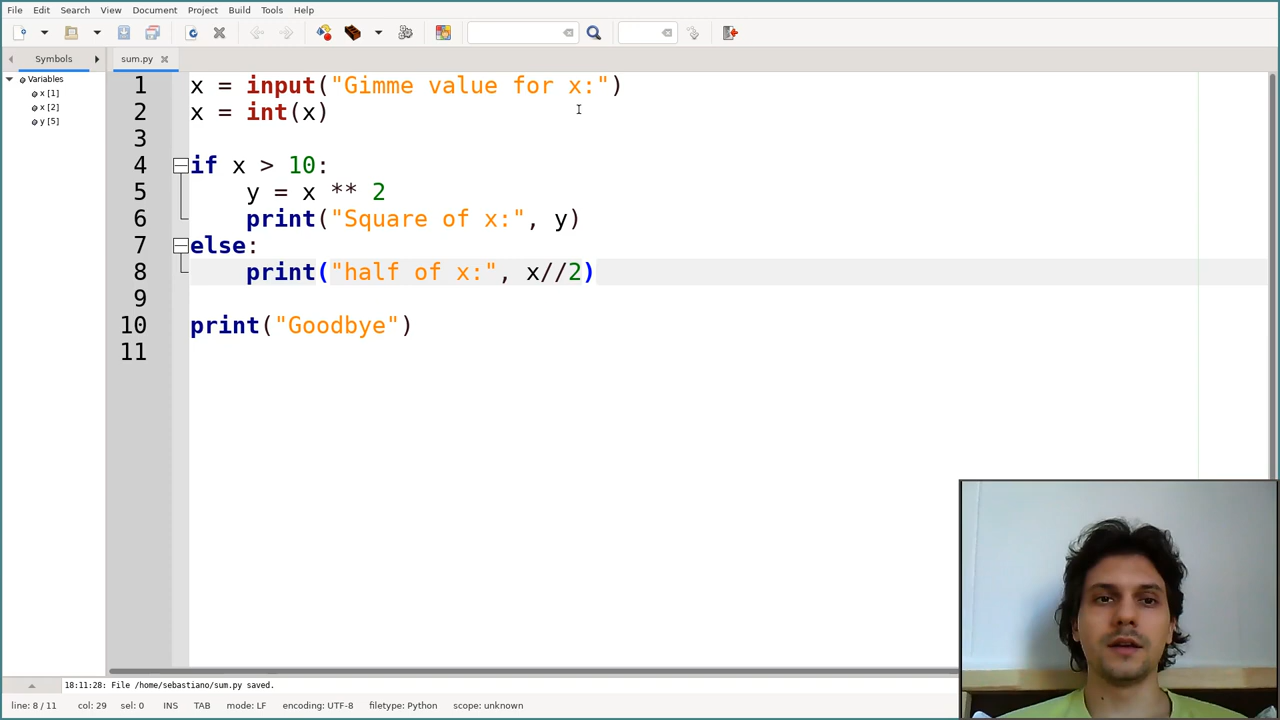 File Edit Search View Document Project Build Tools Help
Symbols sum.py
Variables
x [1]
x [2]
y [5]
1 x = input("Gimme value for x:")
2 x = int(x)
3
4 if x > 10:
5 y = x ** 2
6 print("Square of x:", y)
7 else:
8 print("half of x:", x//2)
9
10 print("Goodbye")
11
18:11:28: File /home/sebastiano/sum.py saved.
line: 8 / 11 col: 29 sel: 0 INS TAB mode: LF encoding: UTF-8 filetype: Python scope: unknown